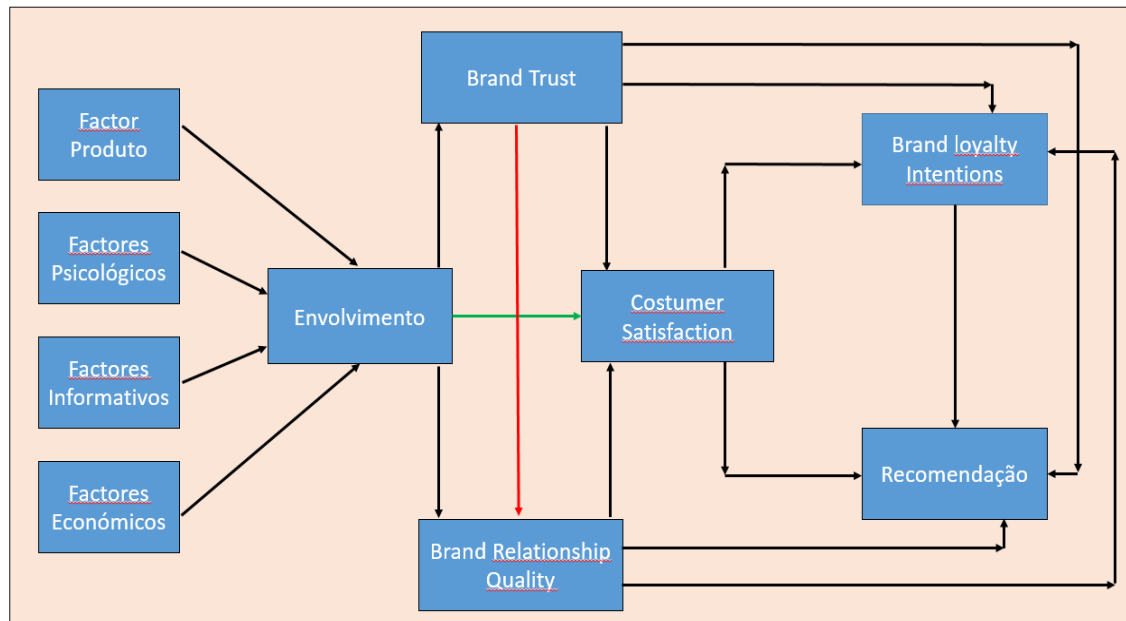 Factor
Produto
Factores
Psicológicos
Factores
Informativos
Factores
Económicos
Envolvimento
Brand Trust
Costumer
Satisfaction
Brand Relationship
Quality
Brand loyalty
Intentions
Recomendação